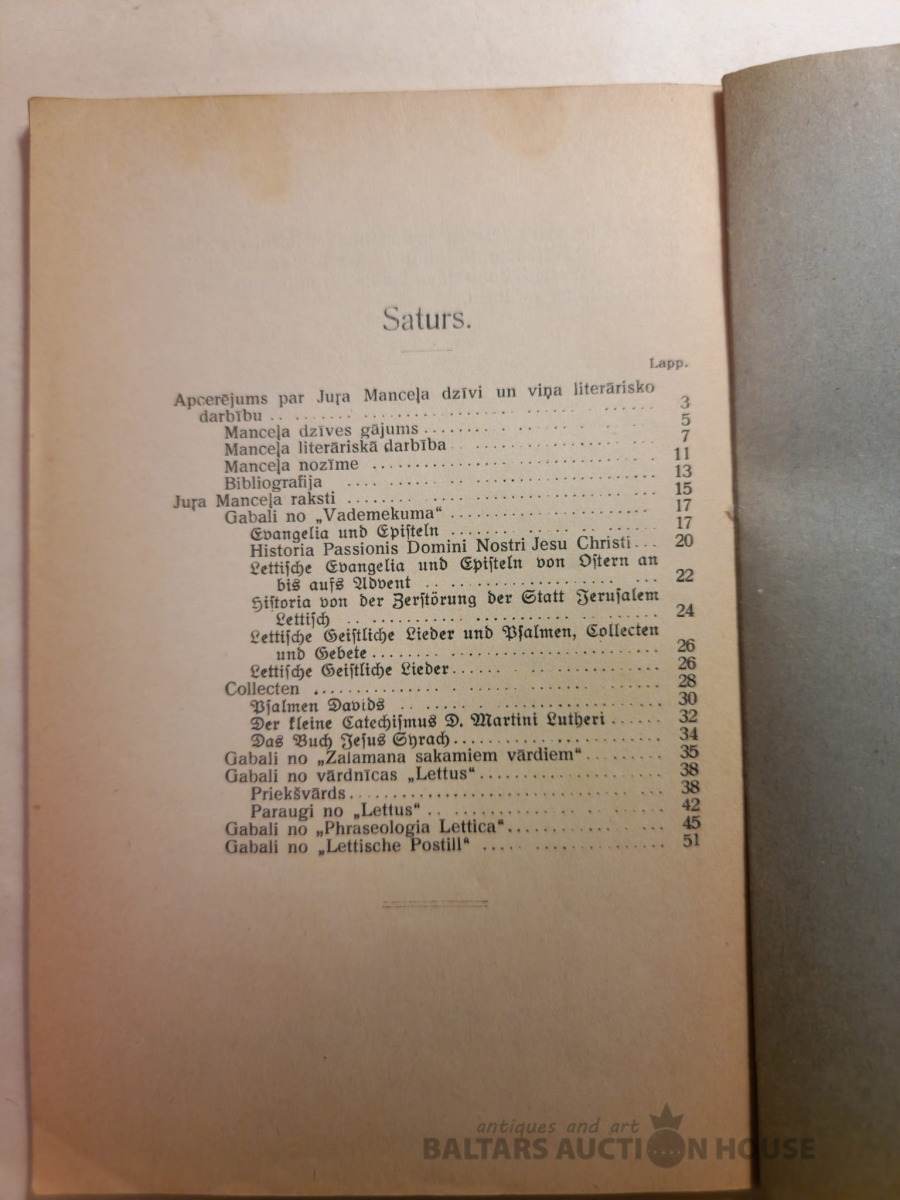 Saturs.
Lapp.
Apcerējums par Juŗa Manceļa dzīvi un viņa literārisko
darbību . . . . . . . . . . . . . . . . . . . . 3
Manceļa dzīves gājums . . . . . . . . . . . . . . . 5
Manceļa literāriskā darbība . . . . . . . . . . . . . . 7
Manceļa nozīme . . . . . . . . . . . . . . . . . . 11
Bibliografija . . . . . . . . . . . . . . . . . . . 13
Juŗa Manceļa raksti . . . . . . . . . . . . . . . . . 15
Gabali no „Vademekuma“ . . . . . . . . . . . . . . 17
Evangelia und Epiſteln . . . . . . . . . . . . . . 17
Historia Passionis Domini Nostri Jesu Christi . . . 20
Lettiſche Evangelia und Epiſteln von Oſtern an
bis aufs Advent . . . . . . . . . . . . . . . . 22
Hiſtoria von der Zerſtörung der Statt Jeruſalem
Lettiſch . . . . . . . . . . . . . . . . . . . 24
Lettiſche Geiſtliche Lieder und Pſalmen, Collecten
und Gebete . . . . . . . . . . . . . . . . . . 26
Lettiſche Geiſtliche Lieder . . . . . . . . . . . . . 26
Collecten . . . . . . . . . . . . . . . . . . . . 28
Pſalmen Davids . . . . . . . . . . . . . . . . . 30
Der kleine Catechiſmus D. Martini Lutheri . . . . . . 32
Das Buch Jeſus Syrach . . . . . . . . . . . . . . 34
Gabali no „Zalamana sakamiem vārdiem“ . . . . . . . 35
Gabali no vārdnīcas „Lettus“ . . . . . . . . . . . . . 38
Priekšvārds . . . . . . . . . . . . . . . . . . . 38
Paraugi no „Lettus“ . . . . . . . . . . . . . . . . 42
Gabali no „Phraseologia Lettica“ . . . . . . . . . . . 45
Gabali no „Lettische Postill“ . . . . . . . . . . . . . 51
antiques and art
BALTARS AUCTION HOUSE